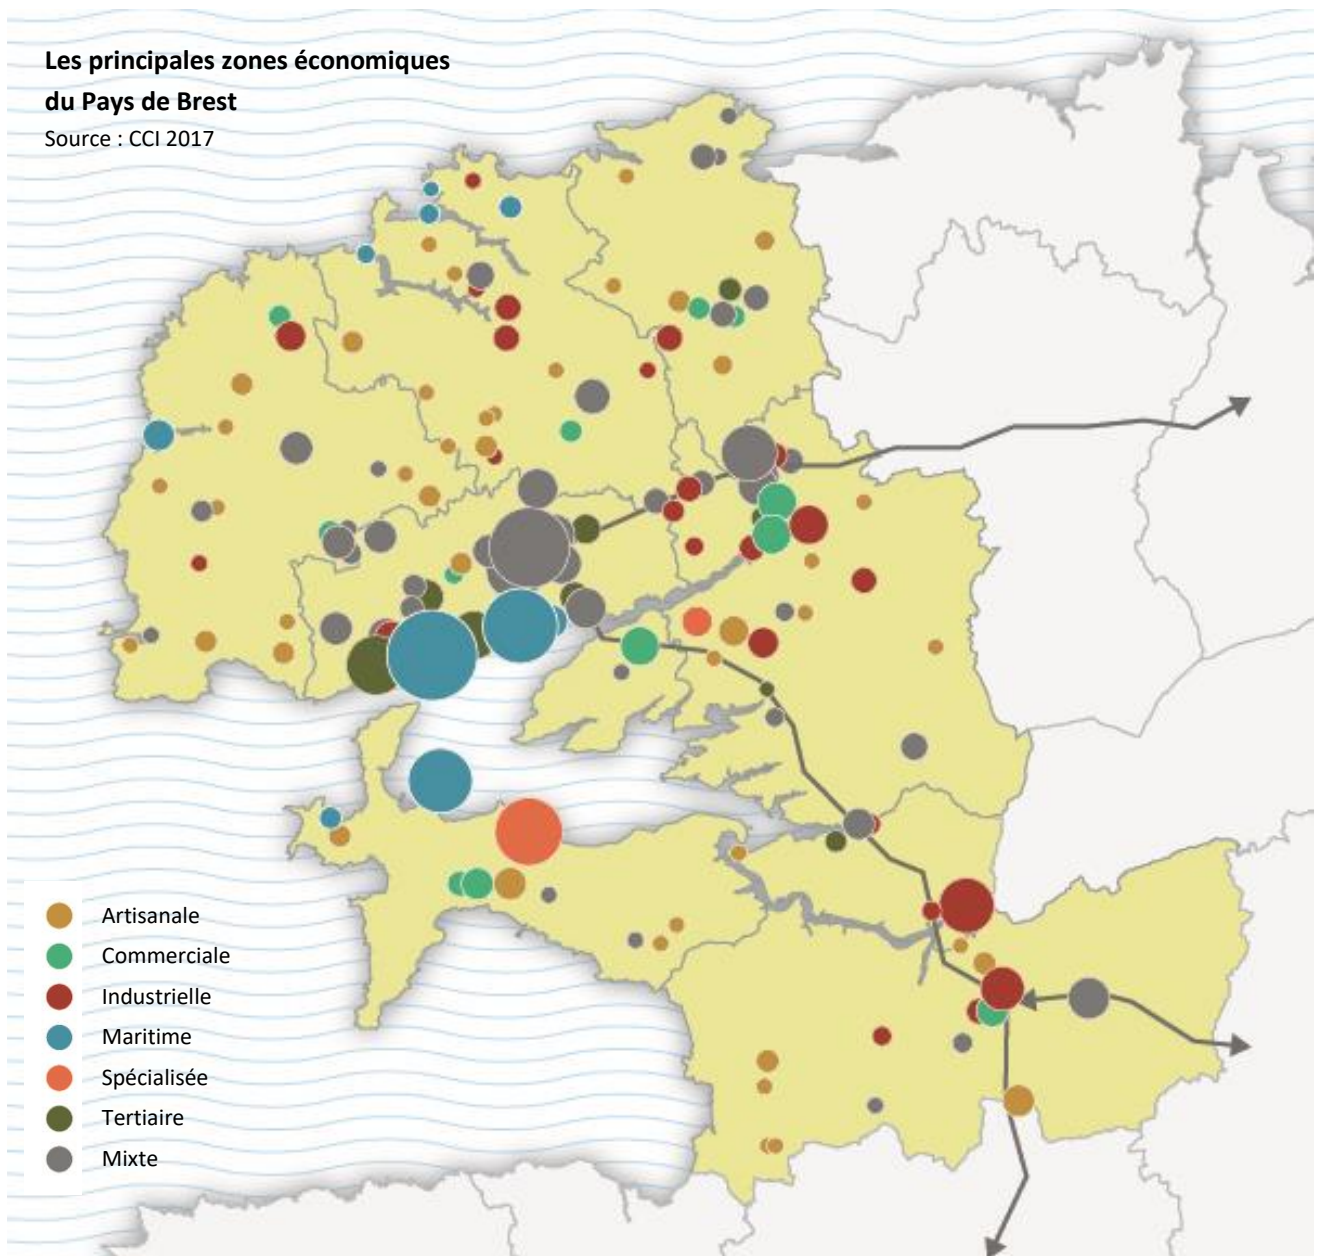 Les principales zones économiques
du Pays de Brest
Source : CCI 2017
Artisanale
Commerciale
Industrielle
Maritime
Spécialisée
Tertiaire
Mixte